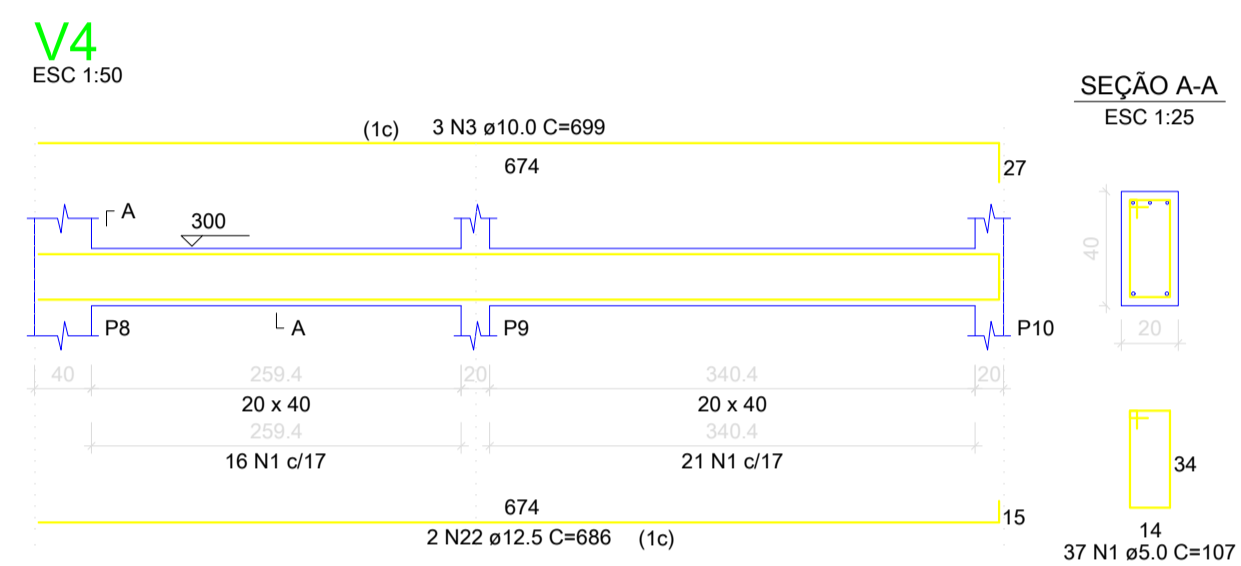 V4
ESC 1:50
SEÇÃO A-A
ESC 1:25
(1c) 3 N3 ø10.0 C=699
674
27
A
300
40
P8
A
P9
P10
20
40
259.4
20
340.4
20
20 x 40
20 x 40
259.4
340.4
16 N1 c/17
21 N1 c/17
34
674
15
2 N22 ø12.5 C=686 (1c)
14
37 N1 ø5.0 C=107